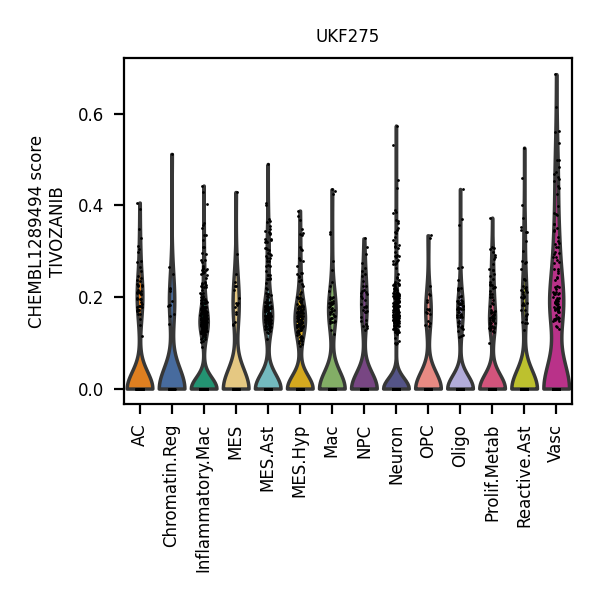 UKF275
CHEMBL1289494 score
TIVOZANIB
0.6
0.4
0.2
0.0
AC
Chromatin.Reg
Inflammatory.Mac
MES
MES.Ast
MES.Hyp
Mac
NPC
Neuron
OPC
Oligo
Prolif.Metab
Reactive.Ast
Vasc